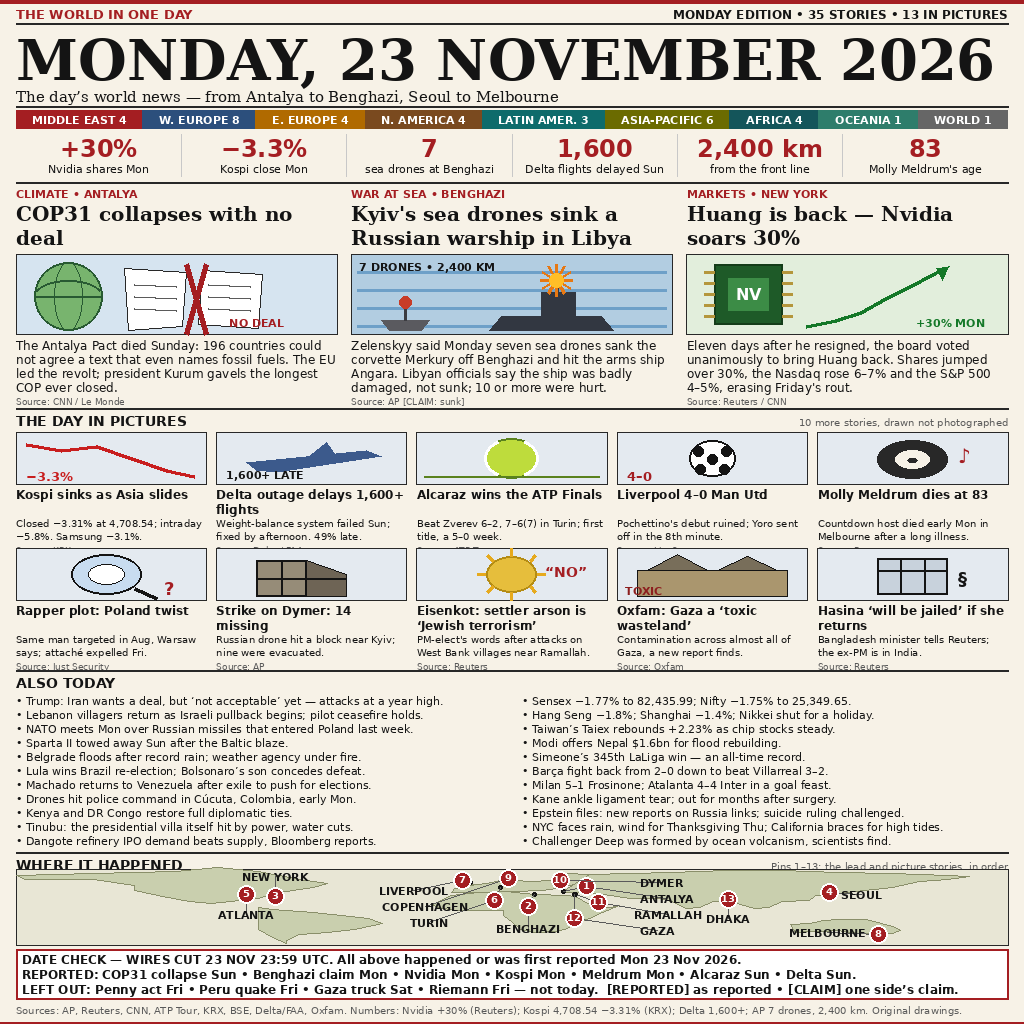 THE WORLD IN ONE DAY
MONDAY EDITION • 35 STORIES • 13 IN PICTURES
MONDAY, 23 NOVEMBER 2026
The day’s world news — from Antalya to Benghazi, Seoul to Melbourne
MIDDLE EAST 4
W. EUROPE 8
E. EUROPE 4
N. AMERICA 4
LATIN AMER. 3
ASIA-PACIFIC 6
AFRICA 4
OCEANIA 1
WORLD 1
+30%
Nvidia shares Mon
−3.3%
Kospi close Mon
7
sea drones at Benghazi
1,600
Delta flights delayed Sun
2,400 km
from the front line
83
Molly Meldrum's age
CLIMATE • ANTALYA
COP31 collapses with no
deal
NO DEAL
The Antalya Pact died Sunday: 196 countries could
not agree a text that even names fossil fuels. The EU
led the revolt; president Kurum gavels the longest
COP ever closed.
Source: CNN / Le Monde
WAR AT SEA • BENGHAZI
Kyiv's sea drones sink a
Russian warship in Libya
7 DRONES • 2,400 KM
Zelenskyy said Monday seven sea drones sank the
corvette Merkury off Benghazi and hit the arms ship
Angara. Libyan officials say the ship was badly
damaged, not sunk; 10 or more were hurt.
Source: AP [CLAIM: sunk]
MARKETS • NEW YORK
Huang is back — Nvidia
soars 30%
NV
+30% MON
Eleven days after he resigned, the board voted
unanimously to bring Huang back. Shares jumped
over 30%, the Nasdaq rose 6–7% and the S&P 500
4–5%, erasing Friday's rout.
Source: Reuters / CNN
THE DAY IN PICTURES
10 more stories, drawn not photographed
−3.3%
Kospi sinks as Asia slides
Closed −3.31% at 4,708.54; intraday
−5.8%. Samsung −3.1%.
1,600+ LATE
Delta outage delays 1,600+
flights
Weight-balance system failed Sun;
fixed by afternoon. 49% late.
Alcaraz wins the ATP Finals
Beat Zverev 6–2, 7–6(7) in Turin; first
title, a 5–0 week.
4–0
Liverpool 4–0 Man Utd
Pochettino's debut ruined; Yoro sent
off in the 8th minute.
♪
Molly Meldrum dies at 83
Countdown host died early Mon in
Melbourne after a long illness.
?
Rapper plot: Poland twist
Same man targeted in Aug, Warsaw
says; attaché expelled Fri.
Source: Just Security
Strike on Dymer: 14
missing
Russian drone hit a block near Kyiv;
nine were evacuated.
Source: AP
“NO”
Eisenkot: settler arson is
‘Jewish terrorism’
PM-elect's words after attacks on
West Bank villages near Ramallah.
Source: Reuters
TOXIC
Oxfam: Gaza a ‘toxic
wasteland’
Contamination across almost all of
Gaza, a new report finds.
Source: Oxfam
§
Hasina ‘will be jailed’ if she
returns
Bangladesh minister tells Reuters;
the ex-PM is in India.
Source: Reuters
ALSO TODAY
• Trump: Iran wants a deal, but ‘not acceptable’ yet — attacks at a year high.
• Lebanon villagers return as Israeli pullback begins; pilot ceasefire holds.
• NATO meets Mon over Russian missiles that entered Poland last week.
• Sparta II towed away Sun after the Baltic blaze.
• Belgrade floods after record rain; weather agency under fire.
• Lula wins Brazil re-election; Bolsonaro’s son concedes defeat.
• Machado returns to Venezuela after exile to push for elections.
• Drones hit police command in Cúcuta, Colombia, early Mon.
• Kenya and DR Congo restore full diplomatic ties.
• Tinubu: the presidential villa itself hit by power, water cuts.
• Dangote refinery IPO demand beats supply, Bloomberg reports.
• Sensex −1.77% to 82,435.99; Nifty −1.75% to 25,349.65.
• Hang Seng −1.8%; Shanghai −1.4%; Nikkei shut for a holiday.
• Taiwan’s Taiex rebounds +2.23% as chip stocks steady.
• Modi offers Nepal $1.6bn for flood rebuilding.
• Simeone’s 345th LaLiga win — an all-time record.
• Barça fight back from 2–0 down to beat Villarreal 3–2.
• Milan 5–1 Frosinone; Atalanta 4–4 Inter in a goal feast.
• Kane ankle ligament tear; out for months after surgery.
• Epstein files: new reports on Russia links; suicide ruling challenged.
• NYC faces rain, wind for Thanksgiving Thu; California braces for high tides.
• Challenger Deep was formed by ocean volcanism, scientists find.
WHERE IT HAPPENED
Pins 1–13: the lead and picture stories, in order
NEW YORK
5
3
ATLANTA
7
9
LIVERPOOL
COPENHAGEN
TURIN
6
2
BENGHAZI
10
1
11
12
DYMER
ANTALYA
RAMALLAH
GAZA
13
DHAKA
4
SEOUL
MELBOURNE
8
DATE CHECK — WIRES CUT 23 NOV 23:59 UTC. All above happened or was first reported Mon 23 Nov 2026.
REPORTED: COP31 collapse Sun • Benghazi claim Mon • Nvidia Mon • Kospi Mon • Meldrum Mon • Alcaraz Sun • Delta Sun.
LEFT OUT: Penny act Fri • Peru quake Fri • Gaza truck Sat • Riemann Fri — not today. [REPORTED] as reported • [CLAIM] one side’s claim.
Sources: AP, Reuters, CNN, ATP Tour, KRX, BSE, Delta/FAA, Oxfam. Numbers: Nvidia +30% (Reuters); Kospi 4,708.54 −3.31% (KRX); Delta 1,600+; AP 7 drones, 2,400 km. Original drawings.